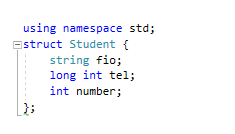 using namespace std;
struct Student {
string fio;
long int tel;
int number;
};